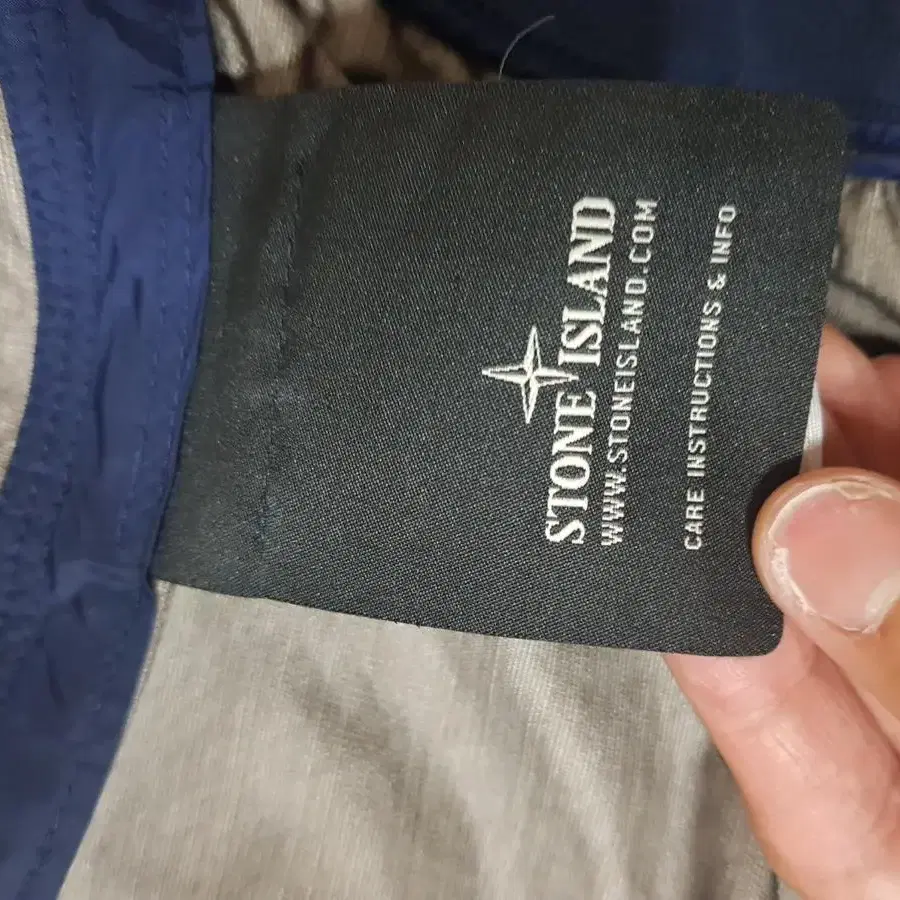 STONE ISLAND
WWW.STONEISLAND.COM
CARE INSTRUCTIONS & INFO